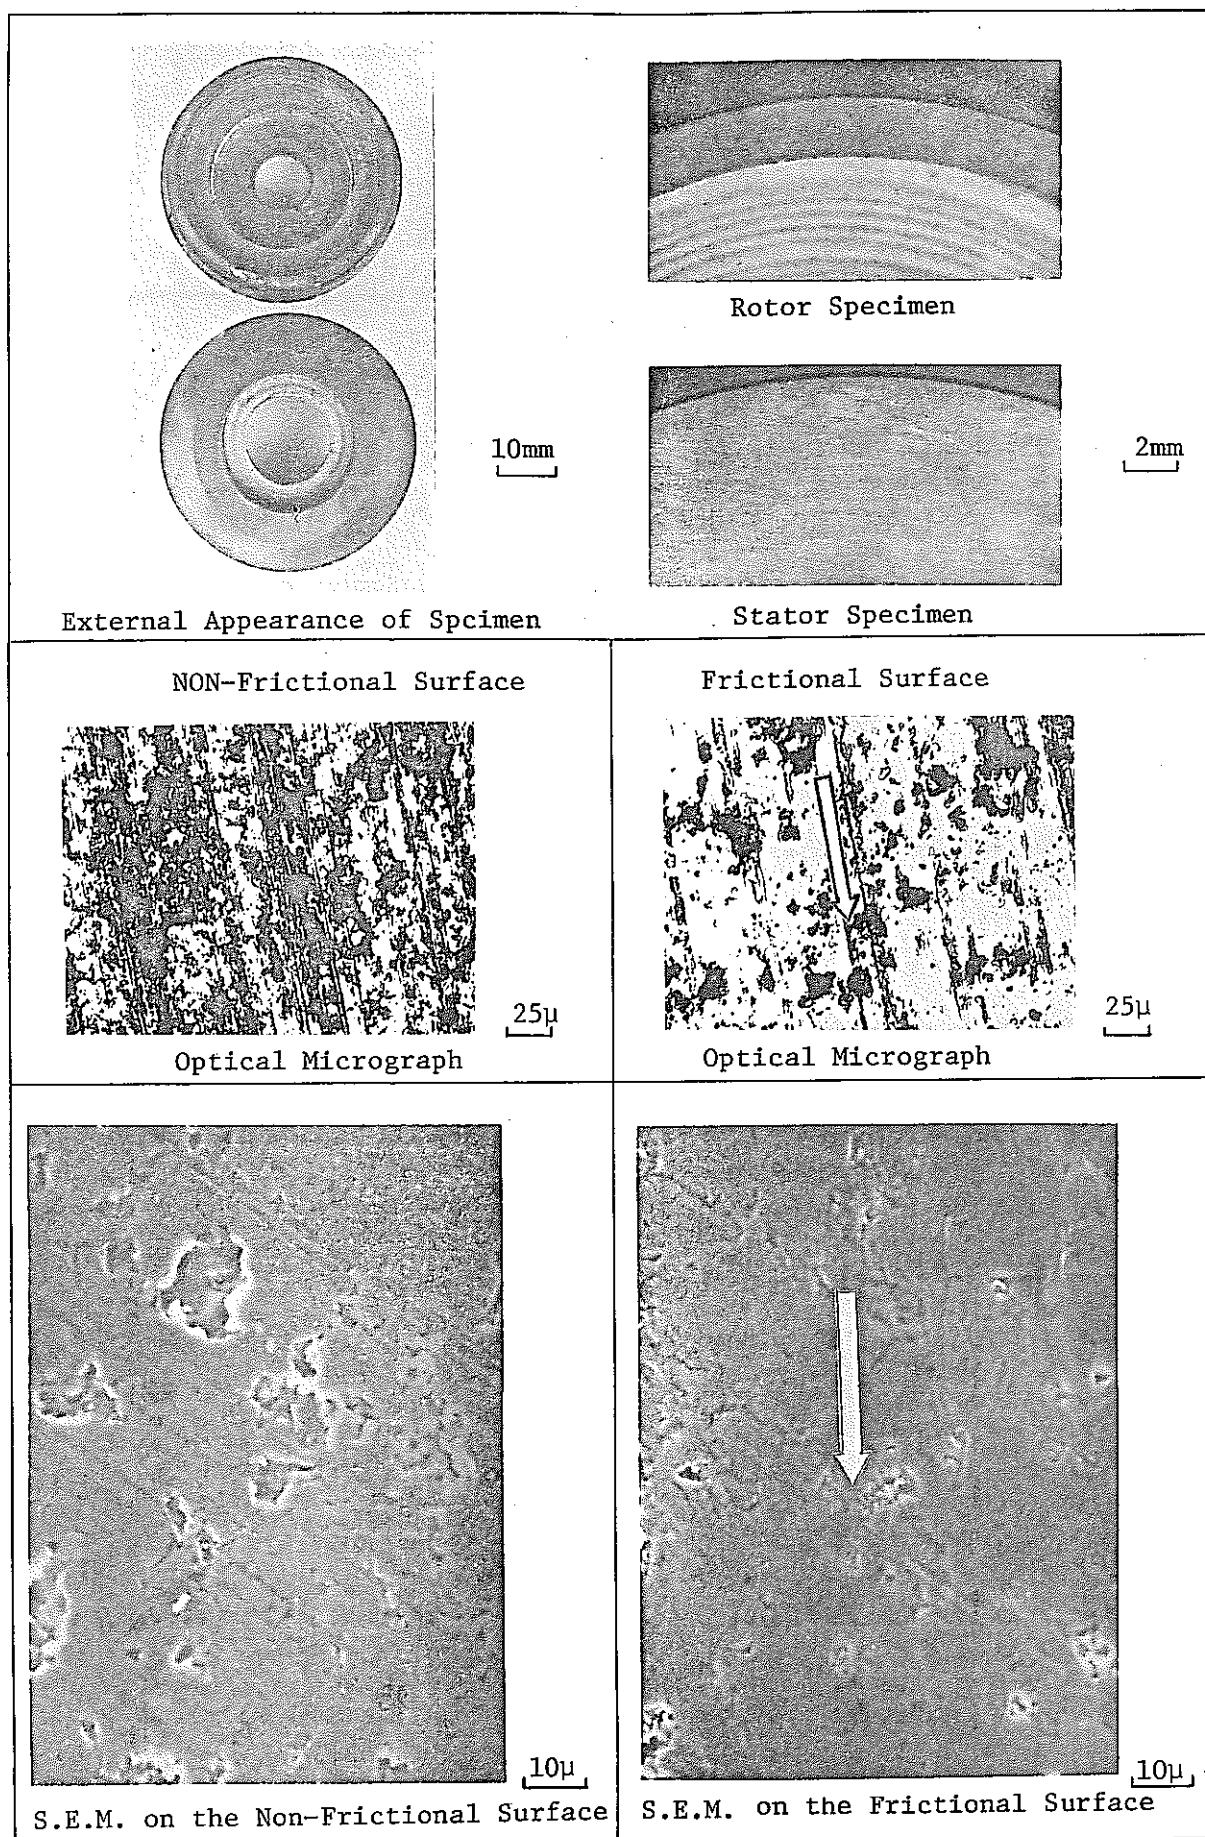 Rotor Specimen
10mm
2mm
External Appearance of Spcimen
Stator Specimen
NON-Frictional Surface
Frictional Surface
25µ
25µ
Optical Micrograph
Optical Micrograph
10µ
10µ
S.E.M. on the Non-Frictional Surface
S.E.M. on the Frictional Surface